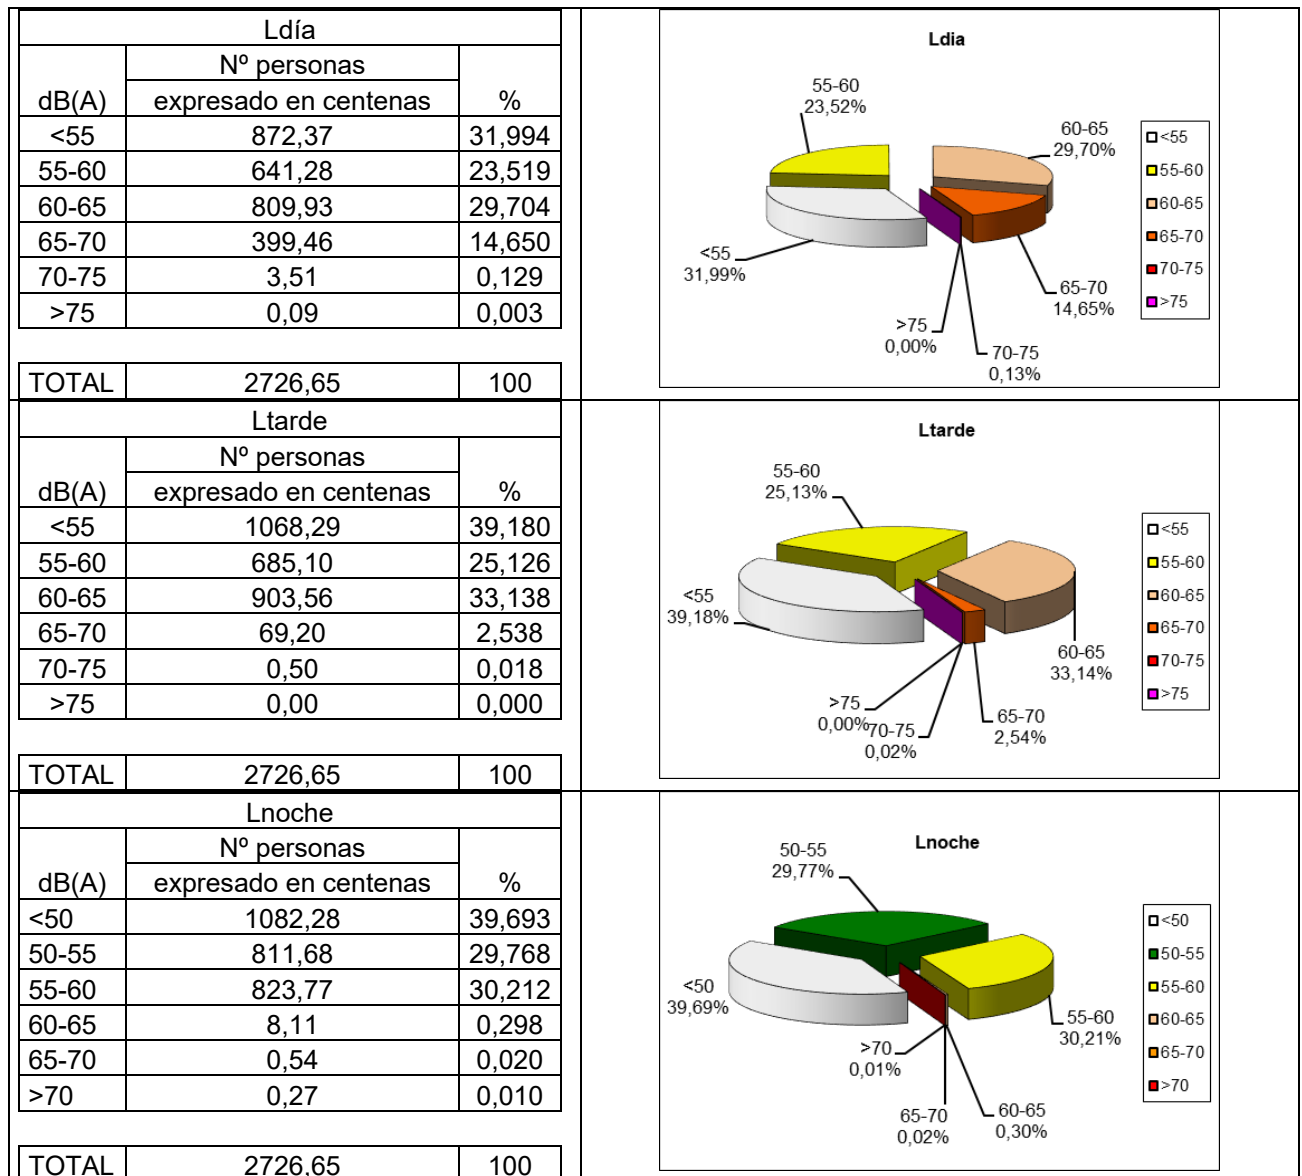 Ldía
Nº personas
dB(A) expresado en centenas %
<55 872,37 31,994
55-60 641,28 23,519
60-65 809,93 29,704
65-70 399,46 14,650
70-75 3,51 0,129
>75 0,09 0,003
TOTAL 2726,65 100
Ldia
55-60
23,52%
60-65
29,70%
<55
31,99%
65-70
14,65%
>75
0,00%
70-75
0,13%
<55
55-60
60-65
65-70
70-75
>75
Ltarde
Nº personas
dB(A) expresado en centenas %
<55 1068,29 39,180
55-60 685,10 25,126
60-65 903,56 33,138
65-70 69,20 2,538
70-75 0,50 0,018
>75 0,00 0,000
TOTAL 2726,65 100
Ltarde
55-60
25,13%
<55
39,18%
60-65
33,14%
>75
0,00%
70-75
0,02%
65-70
2,54%
<55
55-60
60-65
65-70
70-75
>75
Lnoche
Nº personas
dB(A) expresado en centenas %
<50 1082,28 39,693
50-55 811,68 29,768
55-60 823,77 30,212
60-65 8,11 0,298
65-70 0,54 0,020
>70 0,27 0,010
TOTAL 2726,65 100
Lnoche
50-55
29,77%
<50
39,69%
55-60
30,21%
>70
0,01%
65-70
0,02%
60-65
0,30%
<50
50-55
55-60
60-65
65-70
>70